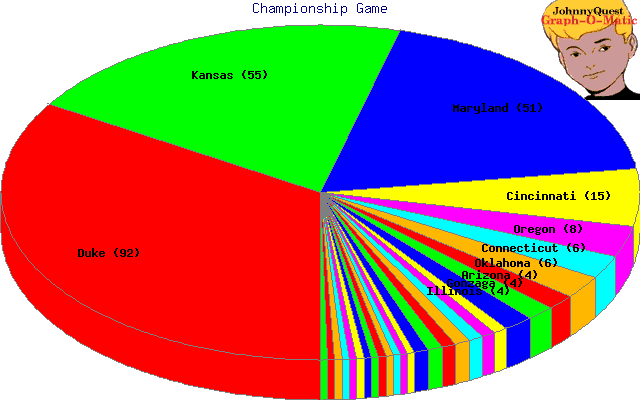 Championship Game
JohnnyQuest
Graph-O-Matic
Kansas (55)
Maryland (51)
Cincinnati (15)
Oregon (8)
Connecticut (6)
Duke (92)
Oklahoma (6)
Arizona (4)
Gonzaga (4)
Illinois (4)